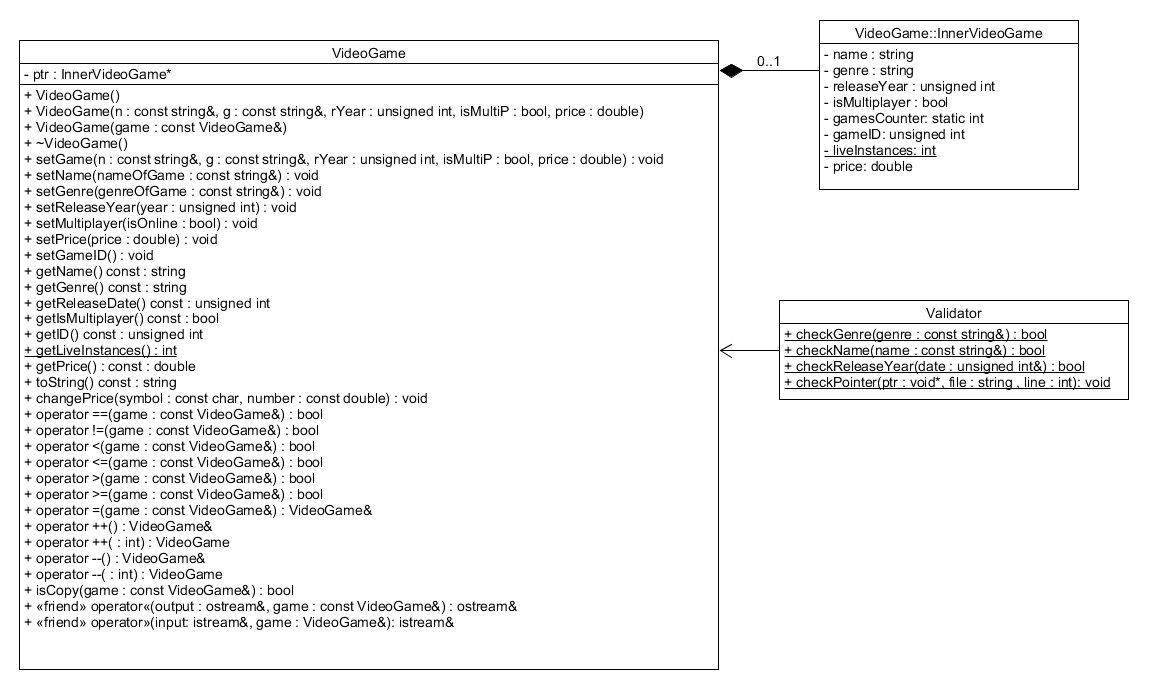 VideoGame
- ptr : InnerVideoGame*
+ VideoGame()
+ VideoGame(n : const string&, g : const string&, rYear : unsigned int, isMultiP : bool, price : double)
+ VideoGame(game : const VideoGame&)
+ ~VideoGame()
+ setGame(n : const string&, g : const string&, rYear : unsigned int, isMultiP : bool, price : double) : void
+ setName(nameOfGame : const string&) : void
+ setGenre(genreOfGame : const string&) : void
+ setReleaseYear(year : unsigned int) : void
+ setMultiplayer(isOnline : bool) : void
+ setPrice(price : double) : void
+ setGameID() : void
+ getName() const : string
+ getGenre() const : string
+ getReleaseDate() const : unsigned int
+ getIsMultiplayer() const : bool
+ getID() const : unsigned int
+ getLiveInstances() : int
+ getPrice() : const : double
+ toString() const : string
+ changePrice(symbol : const char, number : const double) : void
+ operator ==(game : const VideoGame&) : bool
+ operator !=(game : const VideoGame&) : bool
+ operator <(game : const VideoGame&) : bool
+ operator <=(game : const VideoGame&) : bool
+ operator >(game : const VideoGame&) : bool
+ operator >=(game : const VideoGame&) : bool
+ operator =(game : const VideoGame&) : VideoGame&
+ operator ++() : VideoGame&
+ operator ++( : int) : VideoGame
+ operator --() : VideoGame&
+ operator --( : int) : VideoGame
+ isCopy(game : const VideoGame&) : bool
+ «friend» operator«(output : ostream&, game : const VideoGame&) : ostream&
+ «friend» operator»(input: istream&, game : VideoGame&): istream&
0..1
VideoGame::InnerVideoGame
- name : string
- genre : string
- releaseYear : unsigned int
- isMultiplayer : bool
- gamesCounter: static int
- gameID: unsigned int
- liveInstances: int
- price: double
Validator
+ checkGenre(genre : const string&) : bool
+ checkName(name : const string&) : bool
+ checkReleaseYear(date : unsigned int&) : bool
+ checkPointer(ptr : void*, file : string , line : int): void